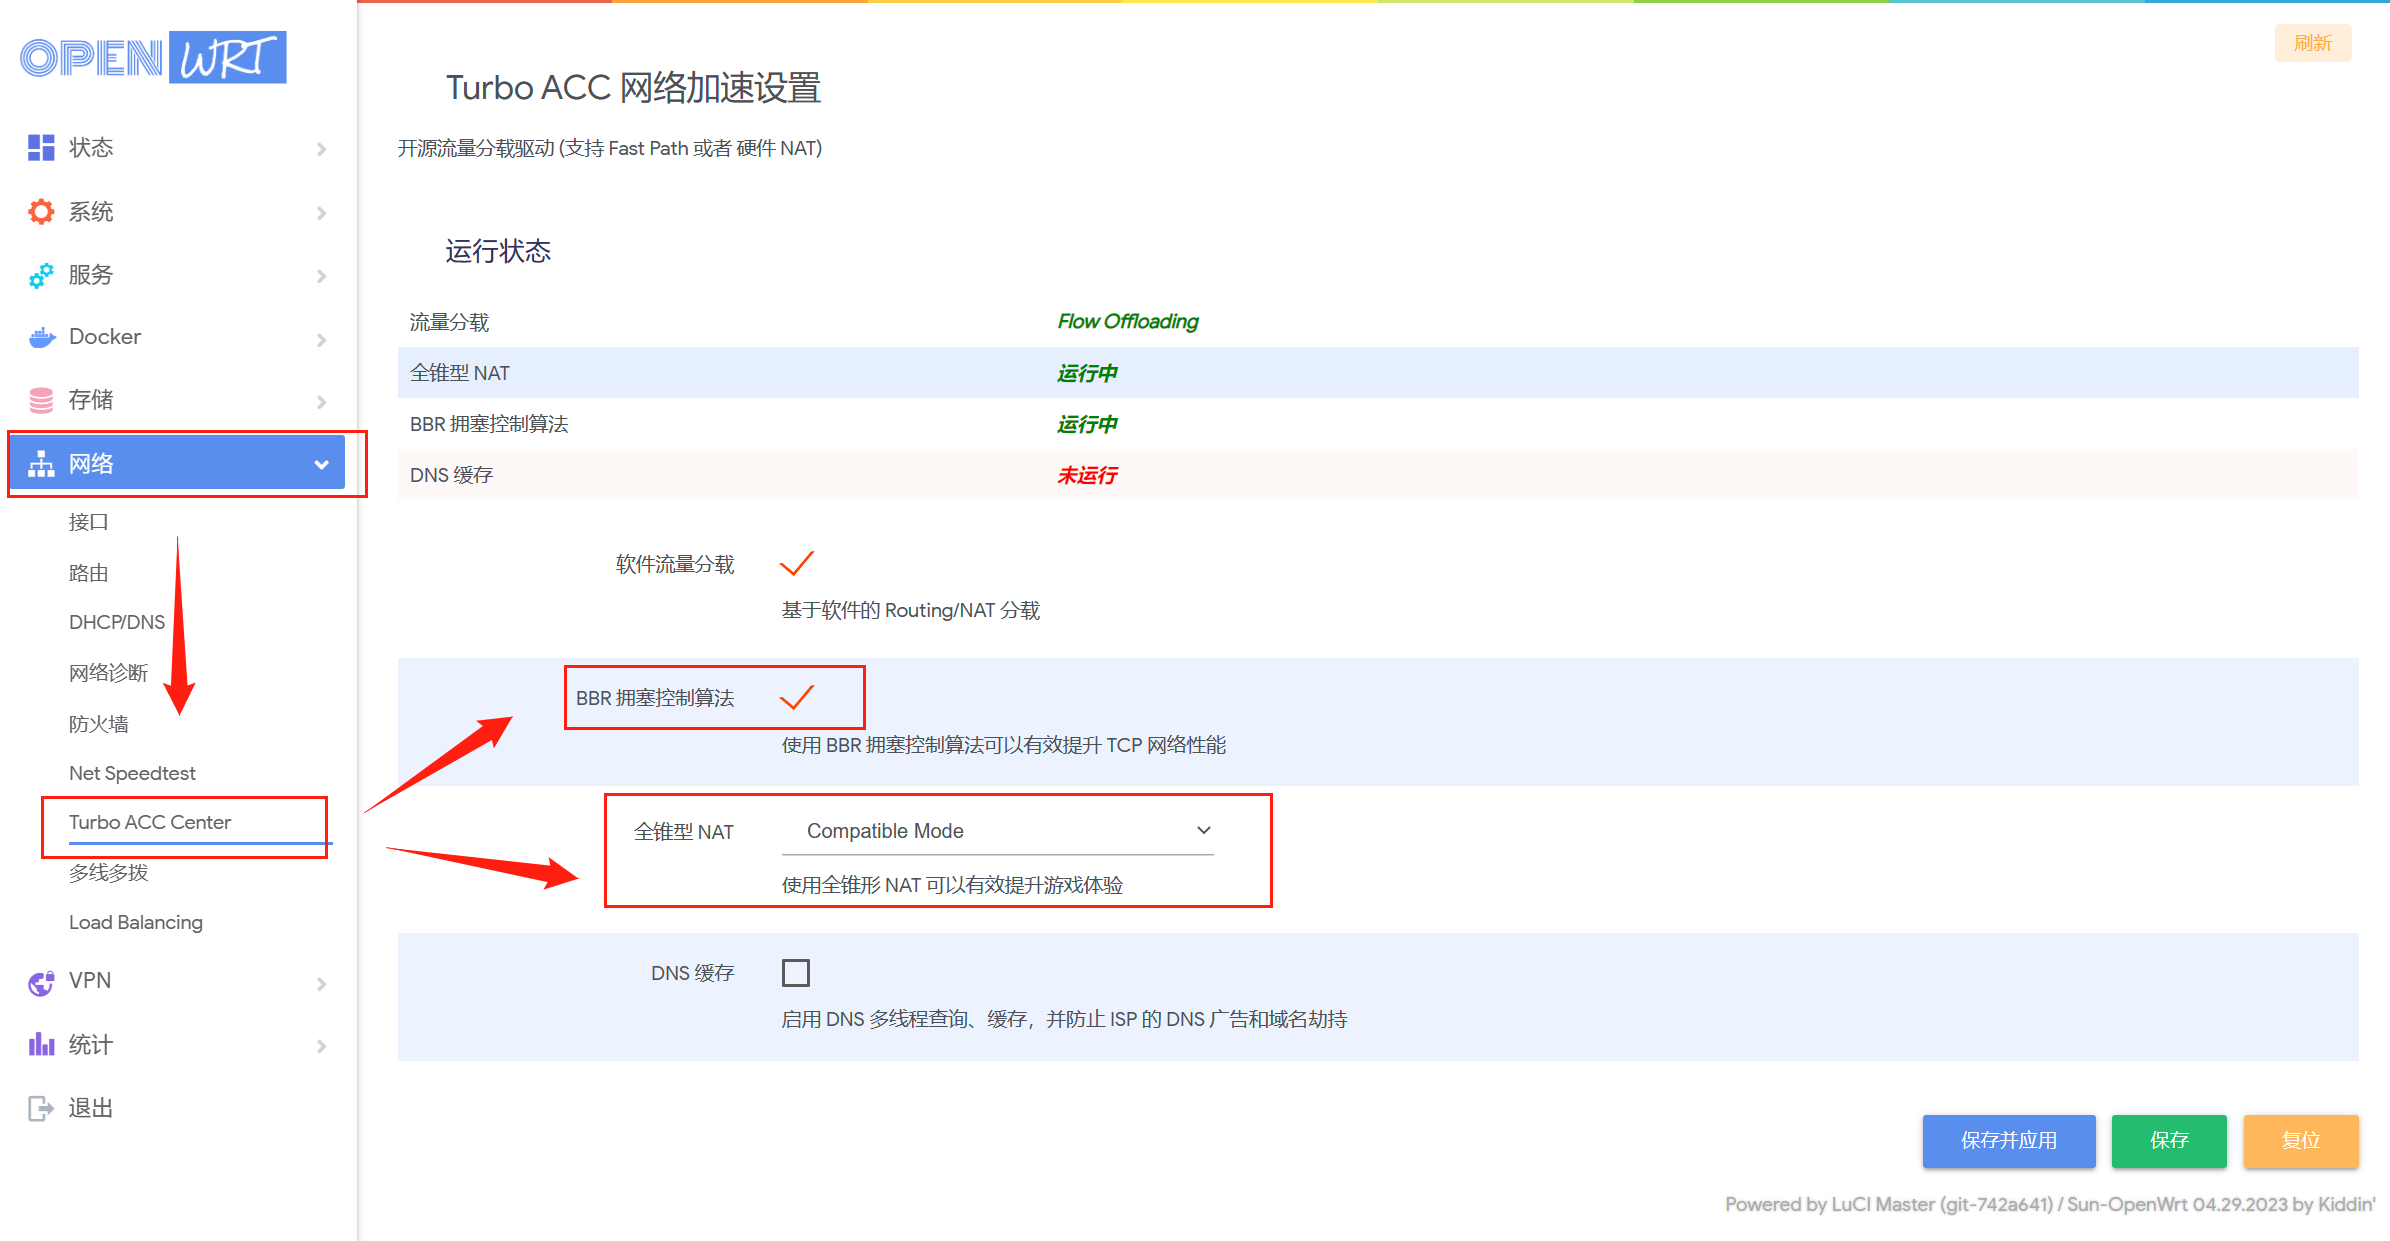 OPENWRT
状态
系统
服务
Docker
存储
网络
接口
路由
DHCP/DNS
网络诊断
防火墙
Net Speedtest
Turbo ACC Center
多线多拨
Load Balancing
VPN
统计
退出
刷新
Turbo ACC 网络加速设置
开源流量分载驱动 (支持 Fast Path 或者 硬件 NAT)
运行状态
流量分载 Flow Offloading
全锥型 NAT 运行中
BBR 拥塞控制算法 运行中
DNS 缓存 未运行
软件流量分载
基于软件的 Routing/NAT 分载
BBR 拥塞控制算法
使用 BBR 拥塞控制算法可以有效提升 TCP 网络性能
全锥型 NAT Compatible Mode
使用全锥形 NAT 可以有效提升游戏体验
DNS 缓存
启用 DNS 多线程查询、缓存，并防止 ISP 的 DNS 广告和域名劫持
保存并应用 保存 复位
Powered by LuCI Master (git-742a641) / Sun-OpenWrt 04.29.2023 by Kiddin'